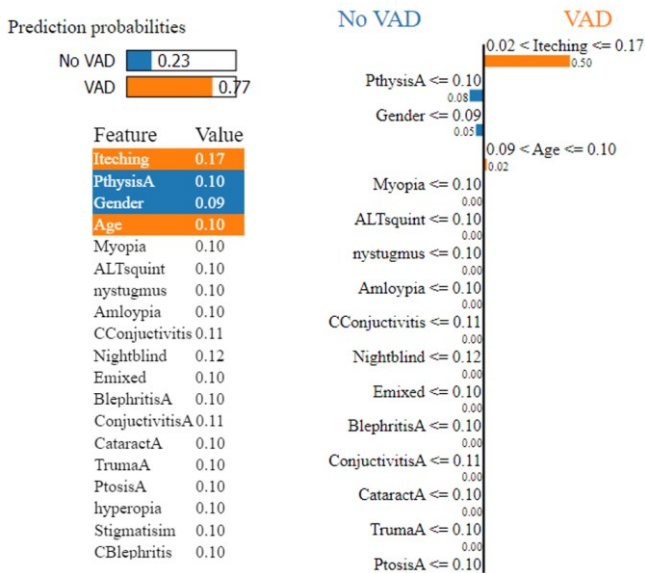 Prediction probabilities
No VAD 0.23
VAD 0.77
Feature Value
Iteching 0.17
PthysisA 0.10
Gender 0.09
Age 0.10
Myopia 0.10
ALTsquint 0.10
nystugmus 0.10
Amloypia 0.10
CConjuctivitis 0.11
Nightblind 0.12
Emixed 0.10
BlephritisA 0.10
ConjuctivitisA 0.11
CataractA 0.10
TrumaA 0.10
PtosisA 0.10
hyperopia 0.10
Stigmatisim 0.10
CBlephritis 0.10
No VAD VAD
0.02 < Iteching <= 0.17
0.50
PthysisA <= 0.10
0.08
Gender <= 0.09
0.05
0.09 < Age <= 0.10
0.02
Myopia <= 0.10
0.00
ALTsquint <= 0.10
0.00
nystugmus <= 0.10
0.00
Amloypia <= 0.10
0.00
CConjuctivitis <= 0.11
0.00
Nightblind <= 0.12
0.00
Emixed <= 0.10
0.00
BlephritisA <= 0.10
0.00
ConjuctivitisA <= 0.11
0.00
CataractA <= 0.10
0.00
TrumaA <= 0.10
0.00
PtosisA <= 0.10